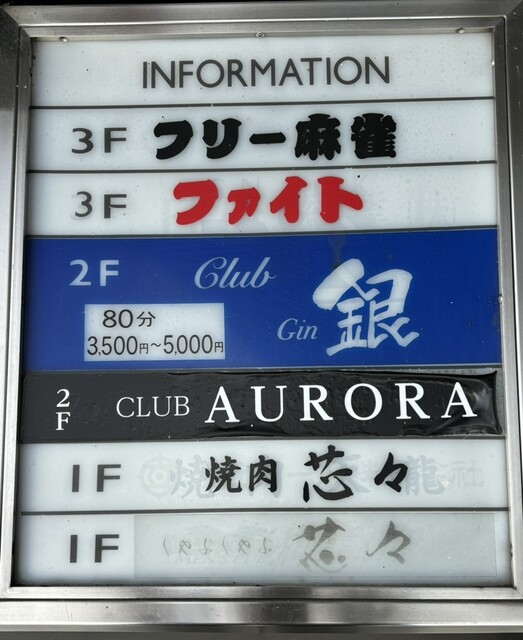 INFORMATION
3F フリー麻雀
3F ファイト
2F Club Gin 銀
80分
3,500円〜5,000円
2F CLUB AURORA
1F 焼肉 芯々
1F 芯々